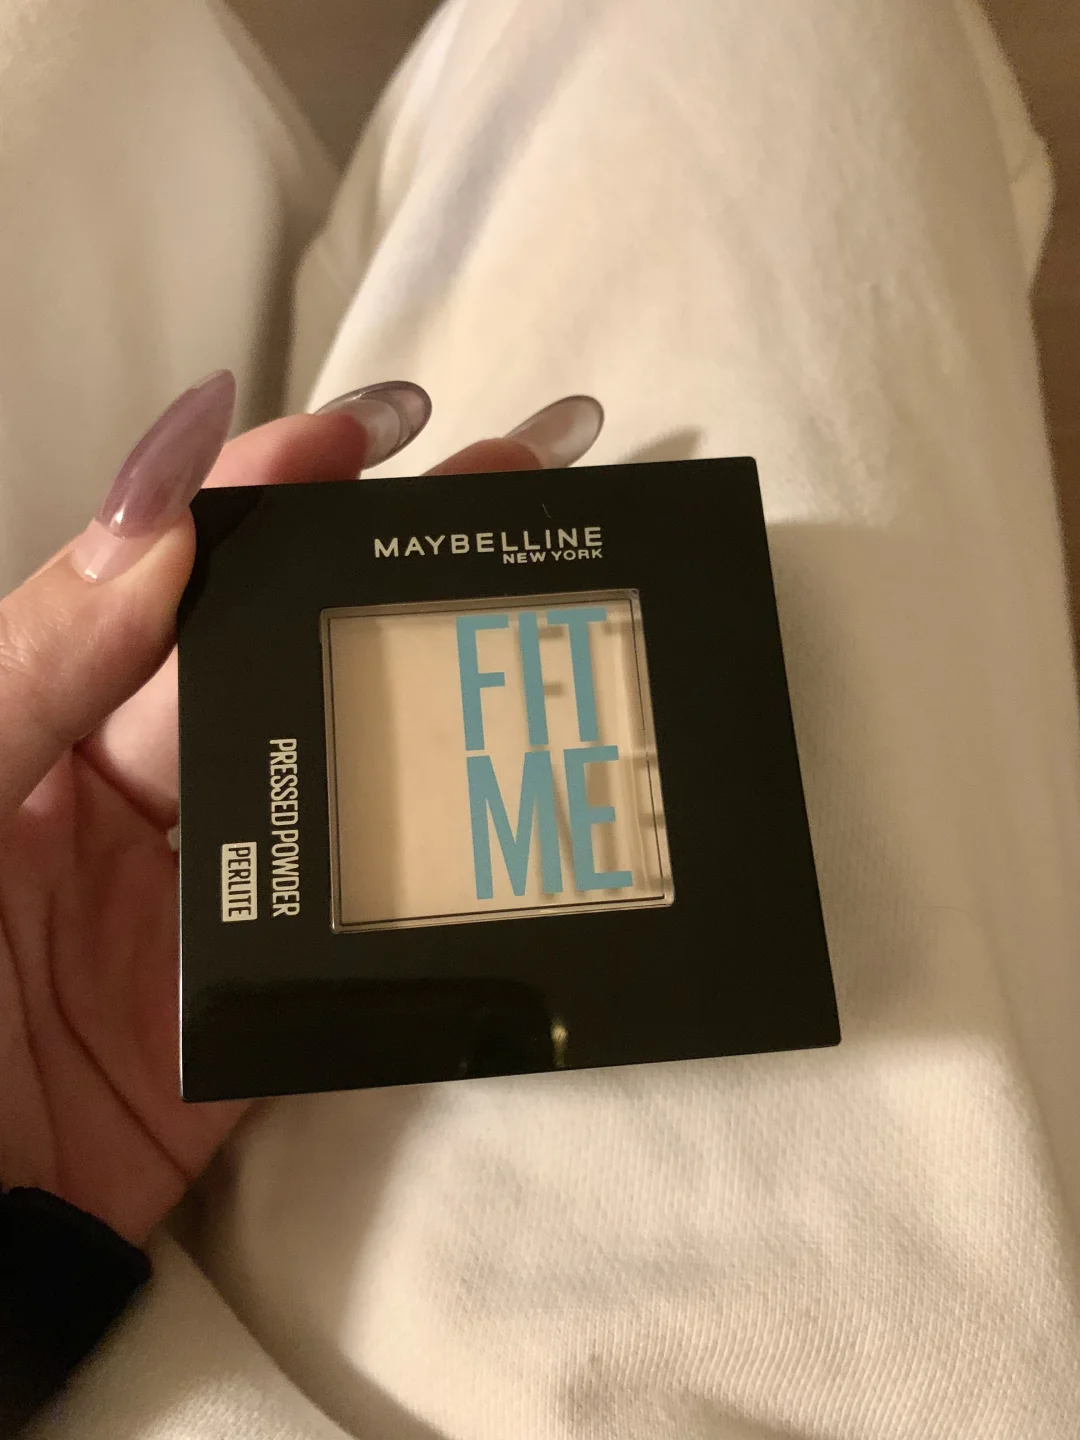 MAYBELLINE
NEW YORK
FIT
ME
PRESSED POWDER
PERLITE